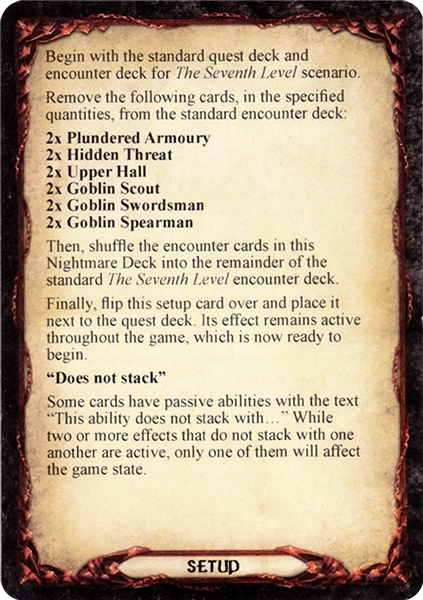 Begin with the standard quest deck and
encounter deck for The Seventh Level scenario.
Remove the following cards, in the specified
quantities, from the standard encounter deck:
2x Plundered Armoury
2x Hidden Threat
2x Upper Hall
2x Goblin Scout
2x Goblin Swordsman
2x Goblin Spearman
Then, shuffle the encounter cards in this
Nightmare Deck into the remainder of the
standard The Seventh Level encounter deck.
Finally, flip this setup card over and place it
next to the quest deck. Its effect remains active
throughout the game, which is now ready to
begin.
“Does not stack”
Some cards have passive abilities with the text
“This ability does not stack with…” While
two or more effects that do not stack with one
another are active, only one of them will affect
the game state.
SETUP